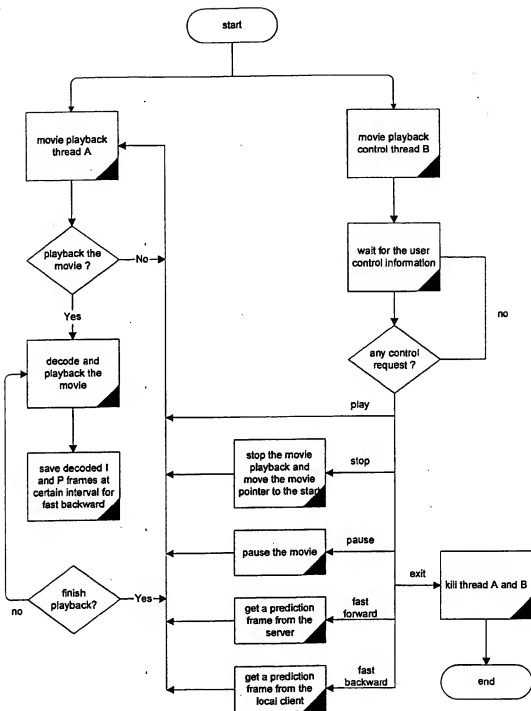 start
movie playback
thread A
movie playback
control thread B
playback the
movie ?
No
wait for the user
control information
no
Yes
decode and
playback the
movie
any control
request ?
play
save decoded I
and P frames at
certain interval for
fast backward
stop the movie
playback and
move the movie
pointer to the start
stop
pause the movie
pause
exit
kill thread A and B
finish
playback?
no
Yes
get a prediction
frame from the
server
fast
forward
get a prediction
frame from the
local client
fast
backward
end